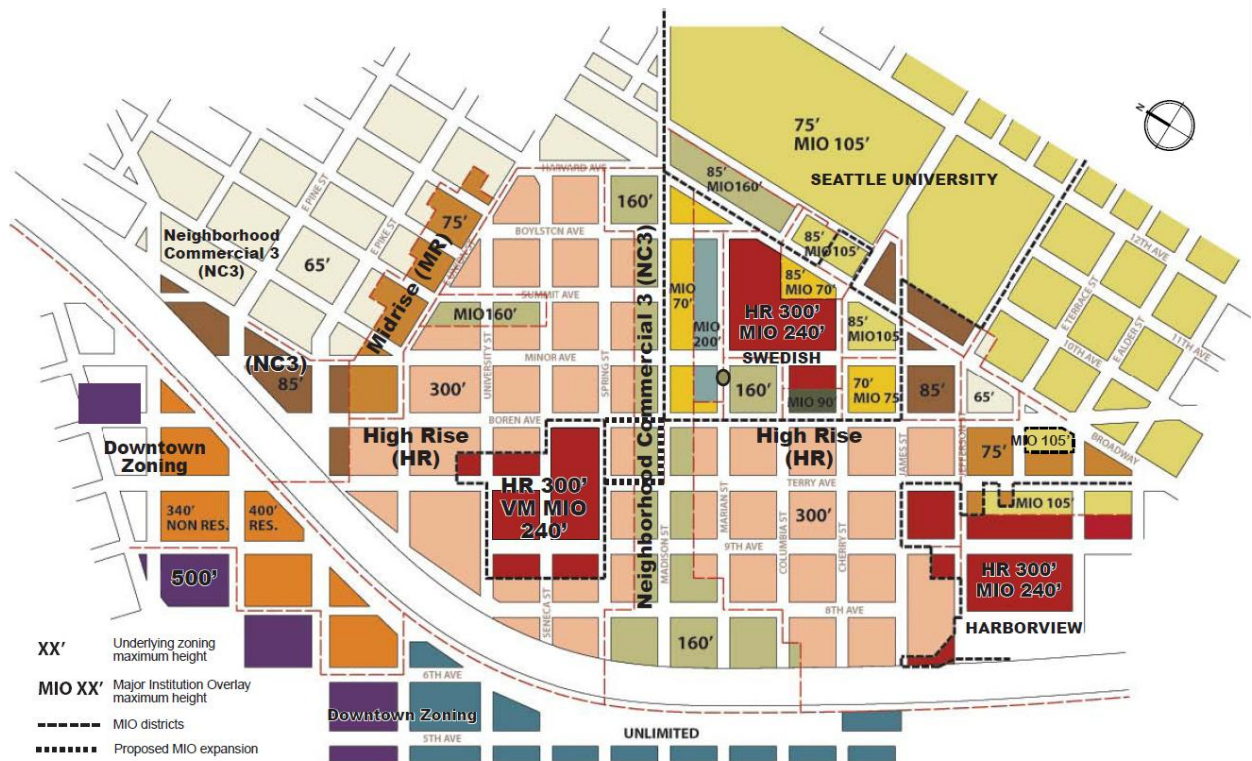 N
75'
MIO 105'
SEATTLE UNIVERSITY
85'
MIO160'
HARVARD AVE
160'
E PINE ST
E PIKE ST
E UNION ST
75'
Midrise (MR)
BOYLSTON AVE
85'
MIO105'
12TH AVE
Neighborhood
Commercial 3
(NC3)
65'
Neighborhood Commercial 3 (NC3)
85'
MIO 70'
E TERRACE ST
E ALDER ST
11TH AVE
10TH AVE
MIO
70'
SUMMIT AVE
MIO160'
HR 300'
MIO 240'
MIO
200'
85'
MIO105
UNIVERSITY ST
SPRING ST
MINOR AVE
SWEDISH
(NC3)
85'
300'
160'
MIO 90'
70'
MIO 75
85'
65'
BOREN AVE
High Rise
(HR)
High Rise
(HR)
JAMES ST
JEFFERSON ST
75'
MIO 105'
BROADWAY
Downtown
Zoning
HR 300'
VM MIO
240'
TERRY AVE
MIO 105'
340'
NON RES.
400'
RES.
MADISON ST
MARIAN ST
COLUMBIA ST
CHERRY ST
300'
9TH AVE
500'
HR 300'
MIO 240'
SENECA ST
8TH AVE
HARBORVIEW
160'
XX'
Underlying zoning
maximum height
MIO XX'
Major Institution Overlay
maximum height
MIO districts
Proposed MIO expansion
6TH AVE
Downtown Zoning
5TH AVE
UNLIMITED